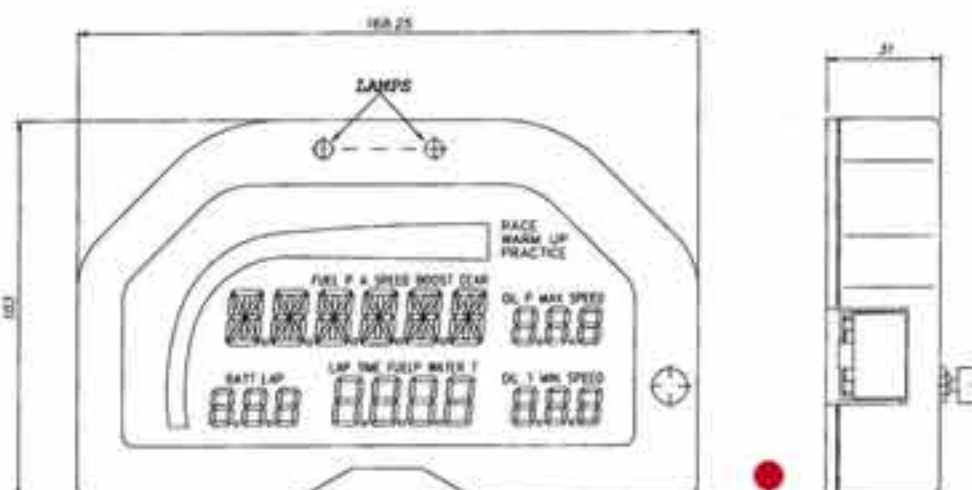 168.25
31
LAMPS
RACE
WARM UP
PRACTICE
FUEL P A SPEED BOOST GEAR
OIL P MAX SPEED
103
BATT LAP
LAP TIME FUELP WATER T
OIL T MIN SPEED